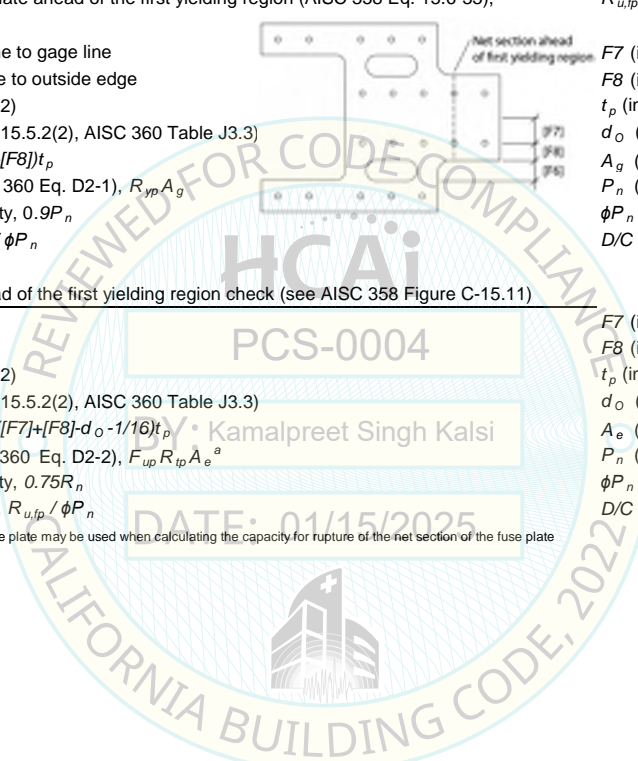 late ahead of the first yielding region (AISC 358 Eq. 15.6-35),
R u,fp
Net section ahead
of first yielding region
[F7]
[F8]
[F6]
ne to gage line
F7 (i
e to outside edge
F8 (i
2)
t p (in
15.5.2(2), AISC 360 Table J3.3)
d O (
[F8])t p
A g (
360 Eq. D2-1), R yp A g
P n (
ty, 0.9P n
ϕP n
/ ϕP n
D/C
ad of the first yielding region check (see AISC 358 Figure C-15.11)
F7 (i
F8 (i
2)
t p (in
15.5.2(2), AISC 360 Table J3.3)
d O (
([F7]+[F8]-d O -1/16)t p
A e (
360 Eq. D2-2), F up R tp A e a
P n (
ty, 0.75R n
ϕP n
R u,fp / ϕP n
D/C
e plate may be used when calculating the capacity for rupture of the net section of the fuse plate
REVIEWED FOR CODE COMPLIANCE
HCAi
PCS-0004
BY: Kamalpreet Singh Kalsi
DATE: 01/15/2025
CALIFORNIA BUILDING CODE, 2022